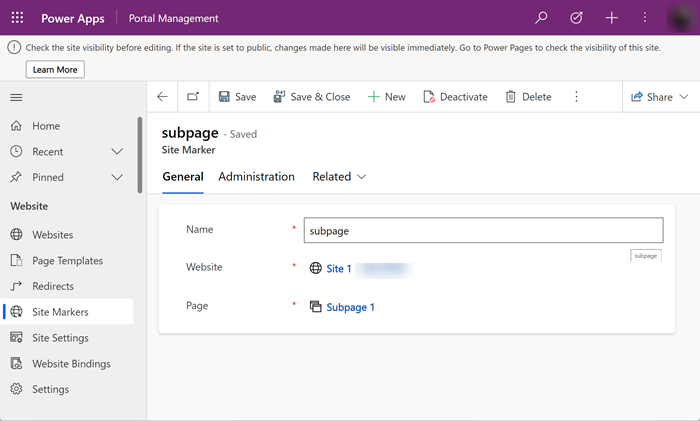 Power Apps Portal Management
Check the site visibility before editing. If the site is set to public, changes made here will be visible immediately. Go to Power Pages to check the visibility of this site.
Learn More
Save Save & Close New Deactivate Delete Share
Home
Recent
Pinned
Website
Websites
Page Templates
Redirects
Site Markers
Site Settings
Website Bindings
Settings
subpage - Saved
Site Marker
General Administration Related
Name * subpage
subpage
Website * Site 1
Page * Subpage 1